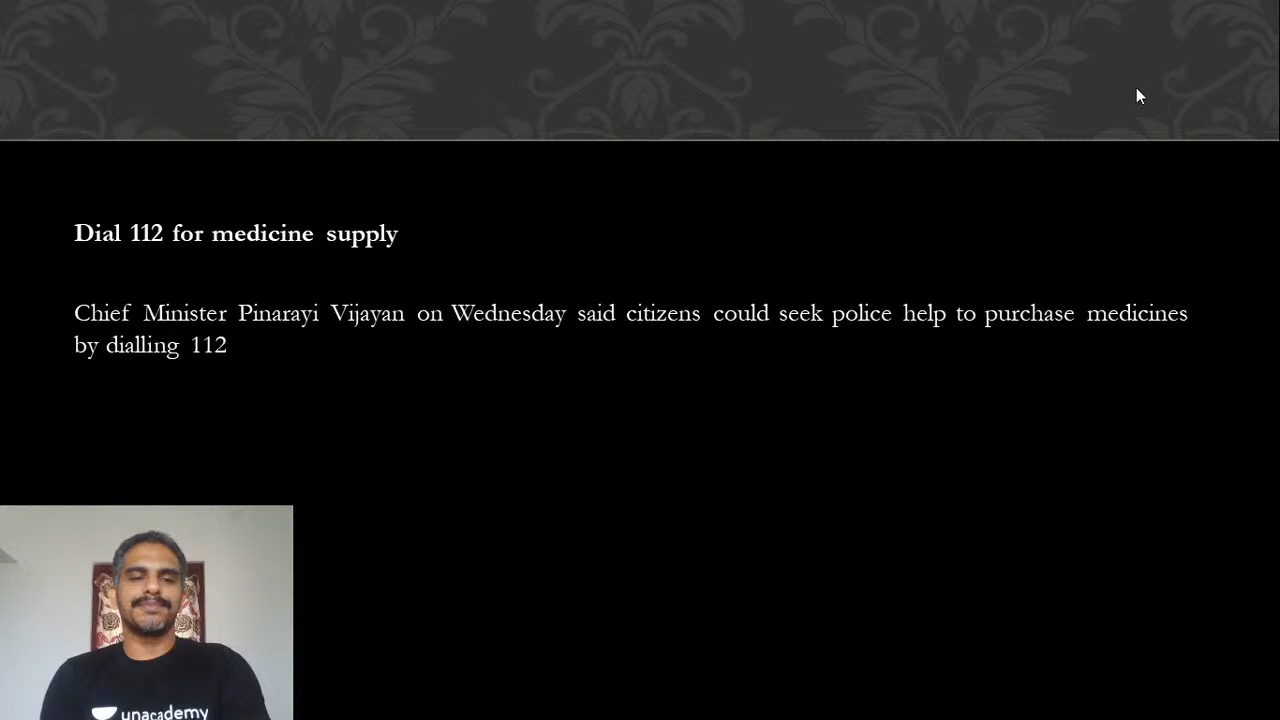 Dial 112 for medicine supply
Chief Minister Pinarayi Vijayan on Wednesday said citizens could seek police help to purchase medicines
by dialling 112
unacademy